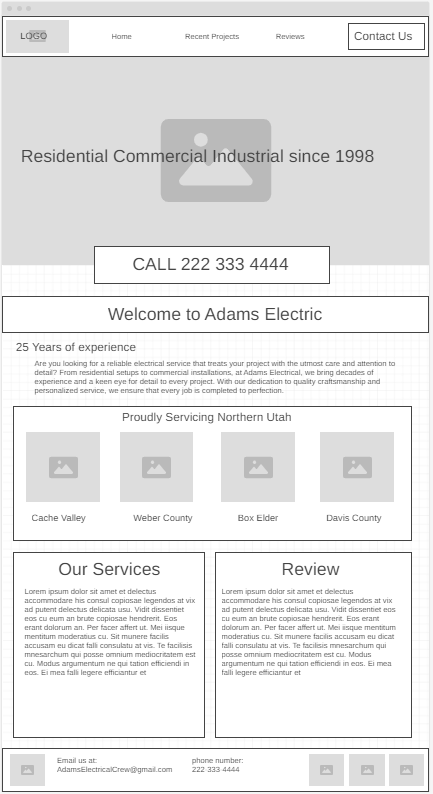 LOGO
Home
Recent Projects
Reviews
Contact Us
Residential Commercial Industrial since 1998
CALL 222 333 4444
Welcome to Adams Electric
25 Years of experience
Are you looking for a reliable electrical service that treats your project with the utmost care and attention to
detail? From residential setups to commercial installations, at Adams Electrical, we bring decades of
experience and a keen eye for detail to every project. With our dedication to quality craftsmanship and
personalized service, we ensure that every job is completed to perfection.
Proudly Servicing Northern Utah
Cache Valley
Weber County
Box Elder
Davis County
Our Services
Lorem ipsum dolor sit amet et delectus
accommodare his consul copiosae legendos at vix
ad putent delectus delicata usu. Vidit dissentiet
eos cu eum an brute copiosae hendrerit. Eos
erant dolorum an. Per facer affert ut. Mei iisque
mentitum moderatius cu. Sit munere facilis
accusam eu dicat falli consulatu at vis. Te facilisis
mnesarchum qui posse omnium mediocritatem est
cu. Modus argumentum ne qui tation efficiendi in
eos. Ei mea falli legere efficiantur et
Review
Lorem ipsum dolor sit amet et delectus
accommodare his consul copiosae legendos at vix
ad putent delectus delicata usu. Vidit dissentiet
eos cu eum an brute copiosae hendrerit. Eos
erant dolorum an. Per facer affert ut. Mei iisque mentitum
moderatius cu. Sit munere facilis accusam eu dicat
falli consulatu at vis. Te facilisis mnesarchum qui
posse omnium mediocritatem est cu. Modus
argumentum ne qui tation efficiendi in eos. Ei mea
falli legere efficiantur et
Email us at:
AdamsElectricalCrew@gmail.com
phone number:
222 333 4444